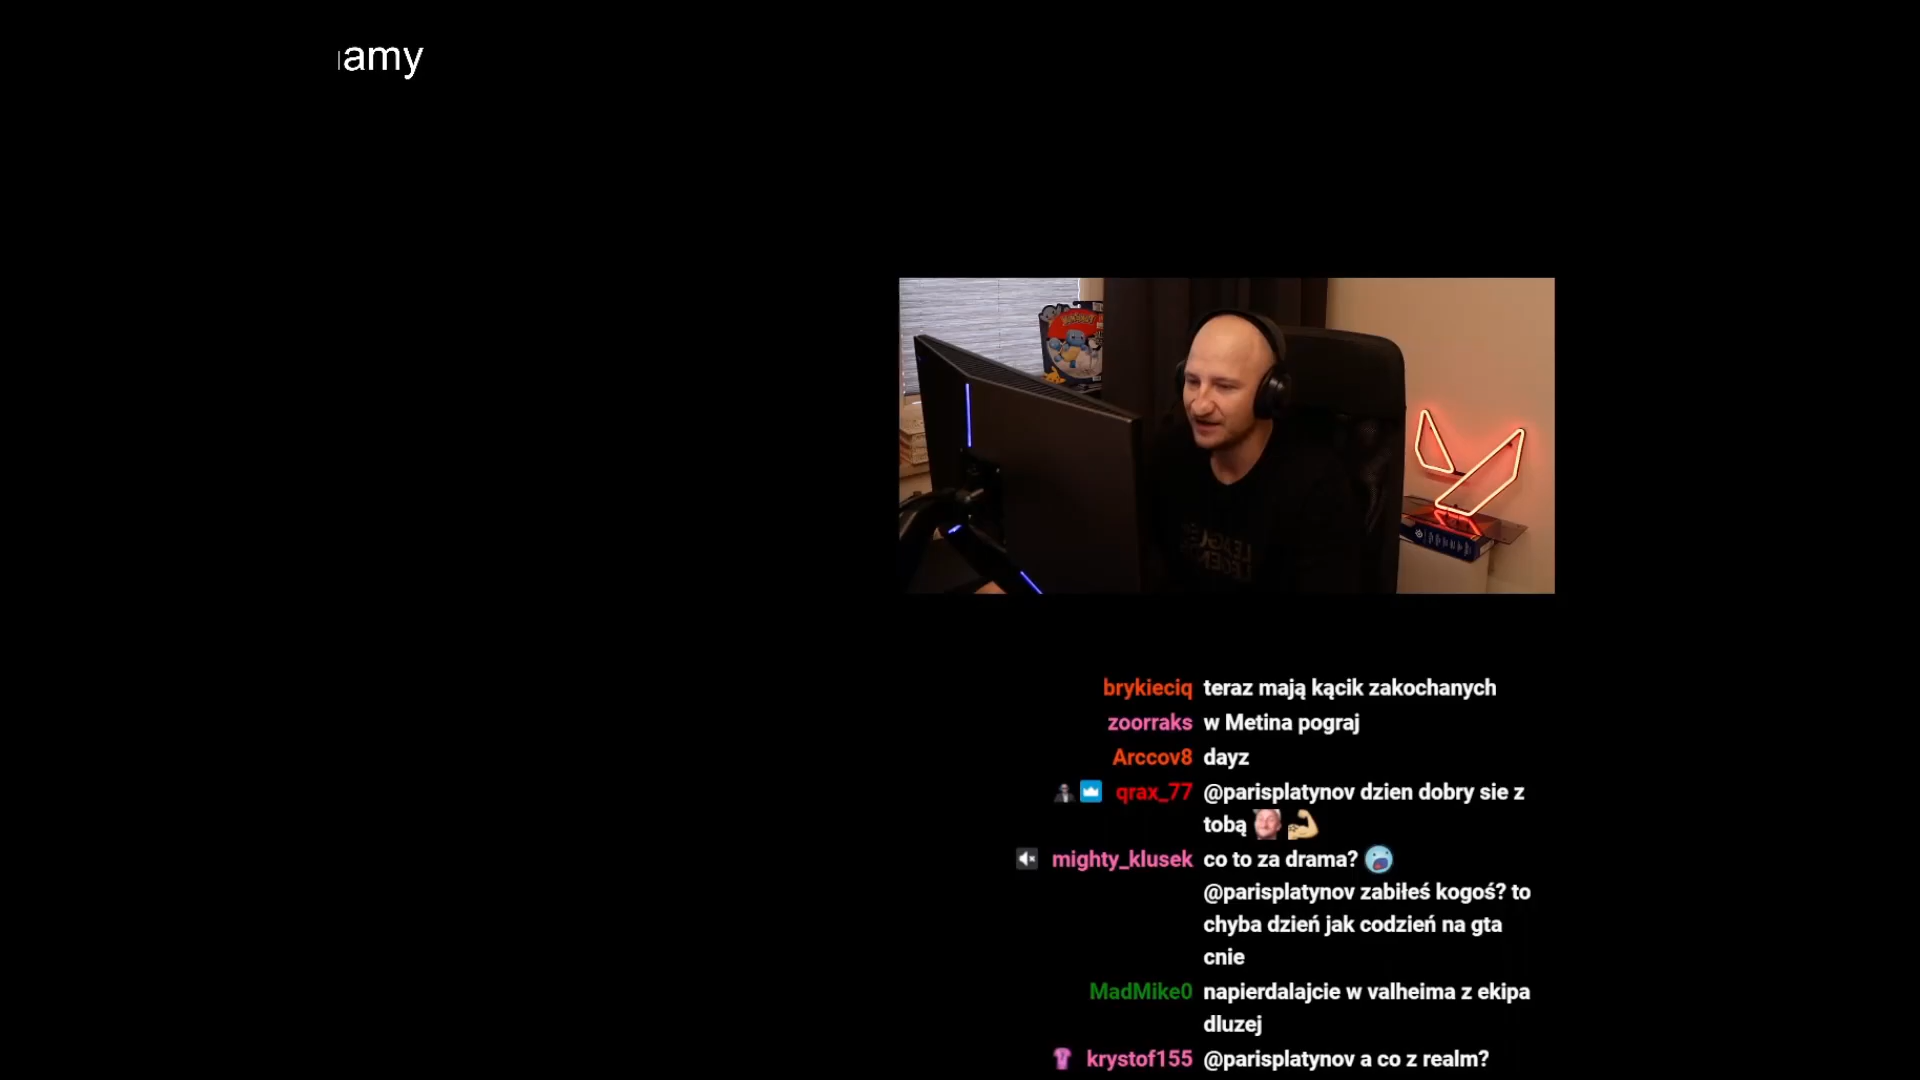 amy
LEAGUE
LEGEN
brykieciq teraz mają kącik zakochanych
zoorraks w Metina pograj
Arccov8 dayz
qrax_77 @parisplatynov dzien dobry sie z
tobą
mighty_klusek co to za drama?
@parisplatynov zabiłeś kogoś? to
chyba dzień jak codzień na gta
cnie
MadMike0 napierdalajcie w valheima z ekipa
dluzej
krystof155 @parisplatynov a co z realm?